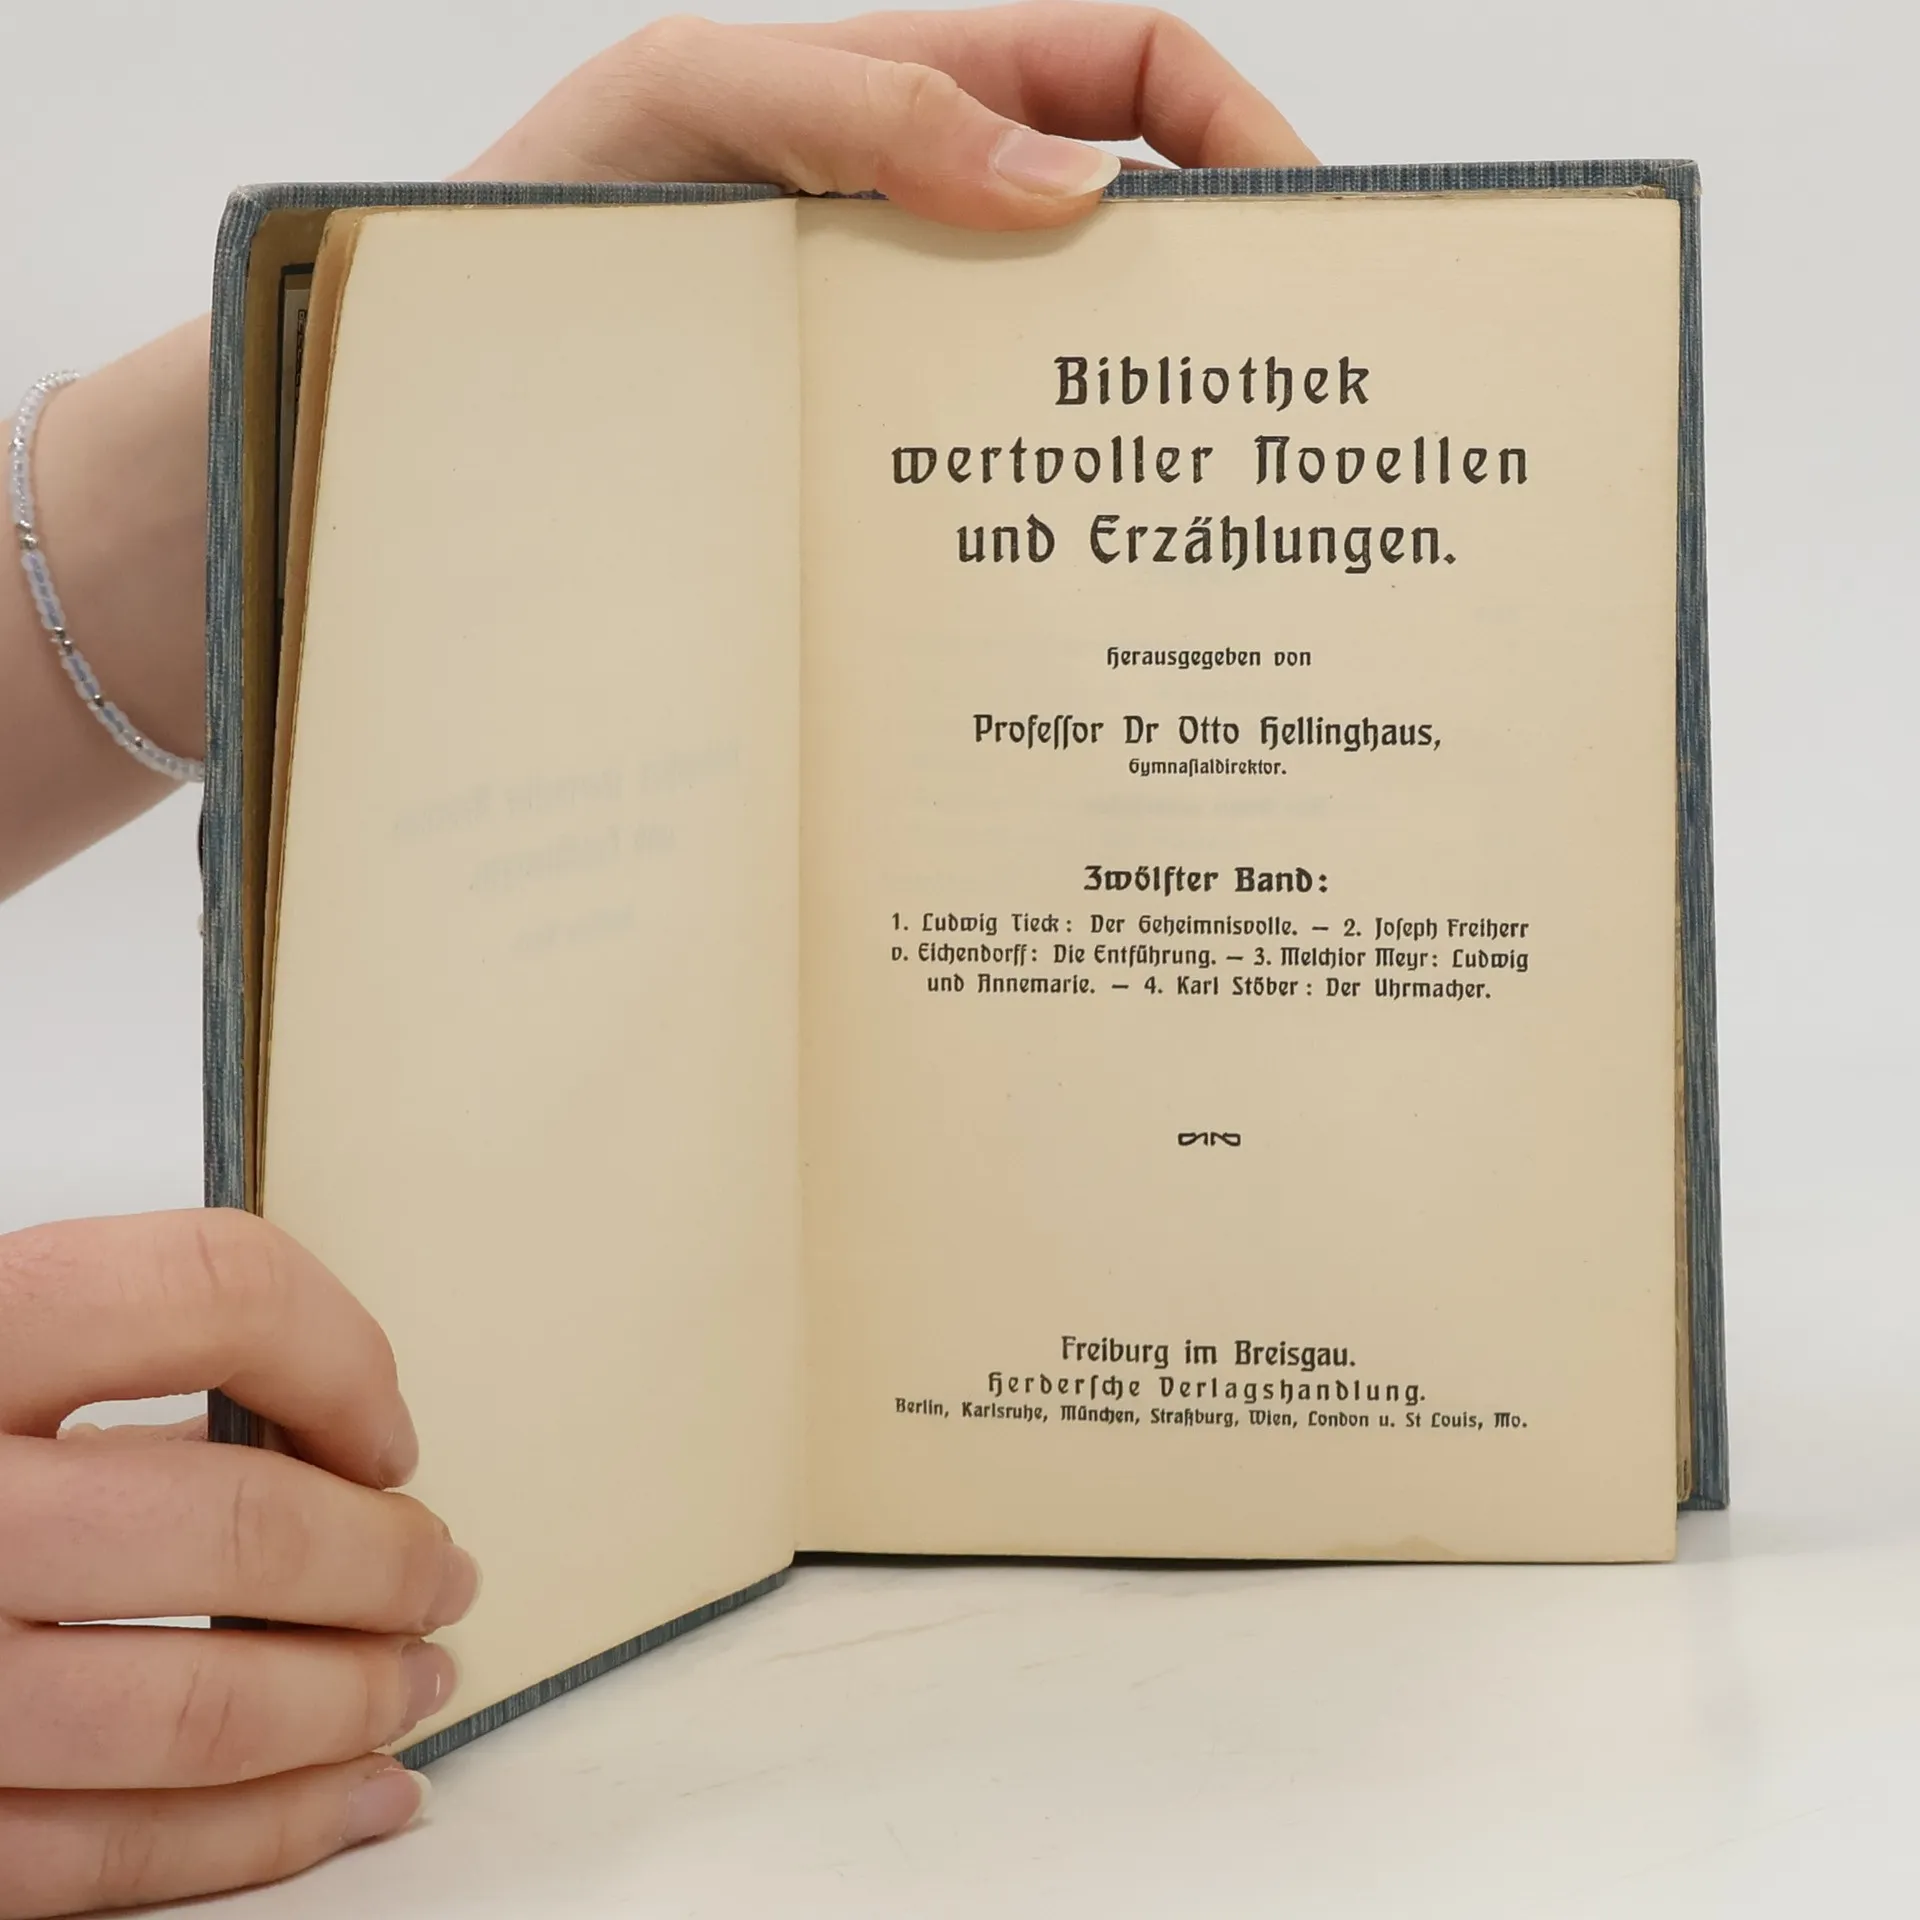 Bibliothek
wertvoller Novellen
und Erzählungen.
Herausgegeben von
Profeſſor Dr Otto Hellinghaus,
Gymnaſialdirektor.
Zwölfter Band:
1. Ludwig Tieck: Der Geheimnisvolle. — 2. Joſeph Freiherr
v. Eichendorff: Die Entführung. — 3. Melchior Meyr: Ludwig
und Annemarie. — 4. Karl Stöber: Der Uhrmacher.
Freiburg im Breisgau.
Herderſche Verlagshandlung.
Berlin, Karlsruhe, München, Straßburg, Wien, London u. St Louis, Mo.